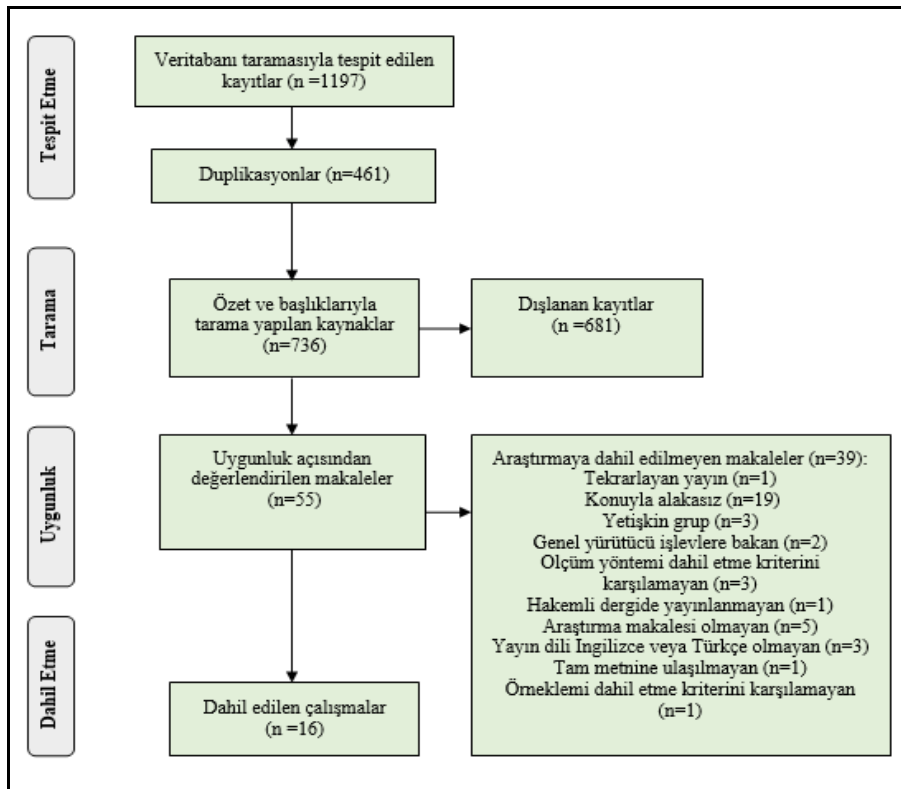 Tespit Etme
Veritabanı taramasıyla tespit edilen
kayıtlar (n =1197)
Duplikasyonlar (n=461)
Tarama
Özet ve başlıklarıyla
tarama yapılan kaynaklar
(n=736)
Dışlanan kayıtlar
(n =681)
Uygunluk
Uygunluk açısından
değerlendirilen makaleler
(n=55)
Araştırmaya dahil edilmeyen makaleler (n=39):
Tekrarlayan yayın (n=1)
Konuyla alakasız (n=19)
Yetişkin grup (n=3)
Genel yürütücü işlevlere bakan (n=2)
Ölçüm yöntemi dahil etme kriterini
karşılamayan (n=3)
Hakemli dergide yayınlanmayan (n=1)
Araştırma makalesi olmayan (n=5)
Yayın dili İngilizce veya Türkçe olmayan (n=3)
Tam metnine ulaşılmayan (n=1)
Örneklemi dahil etme kriterini karşılamayan
(n=1)
Dahil Etme
Dahil edilen çalışmalar
(n =16)